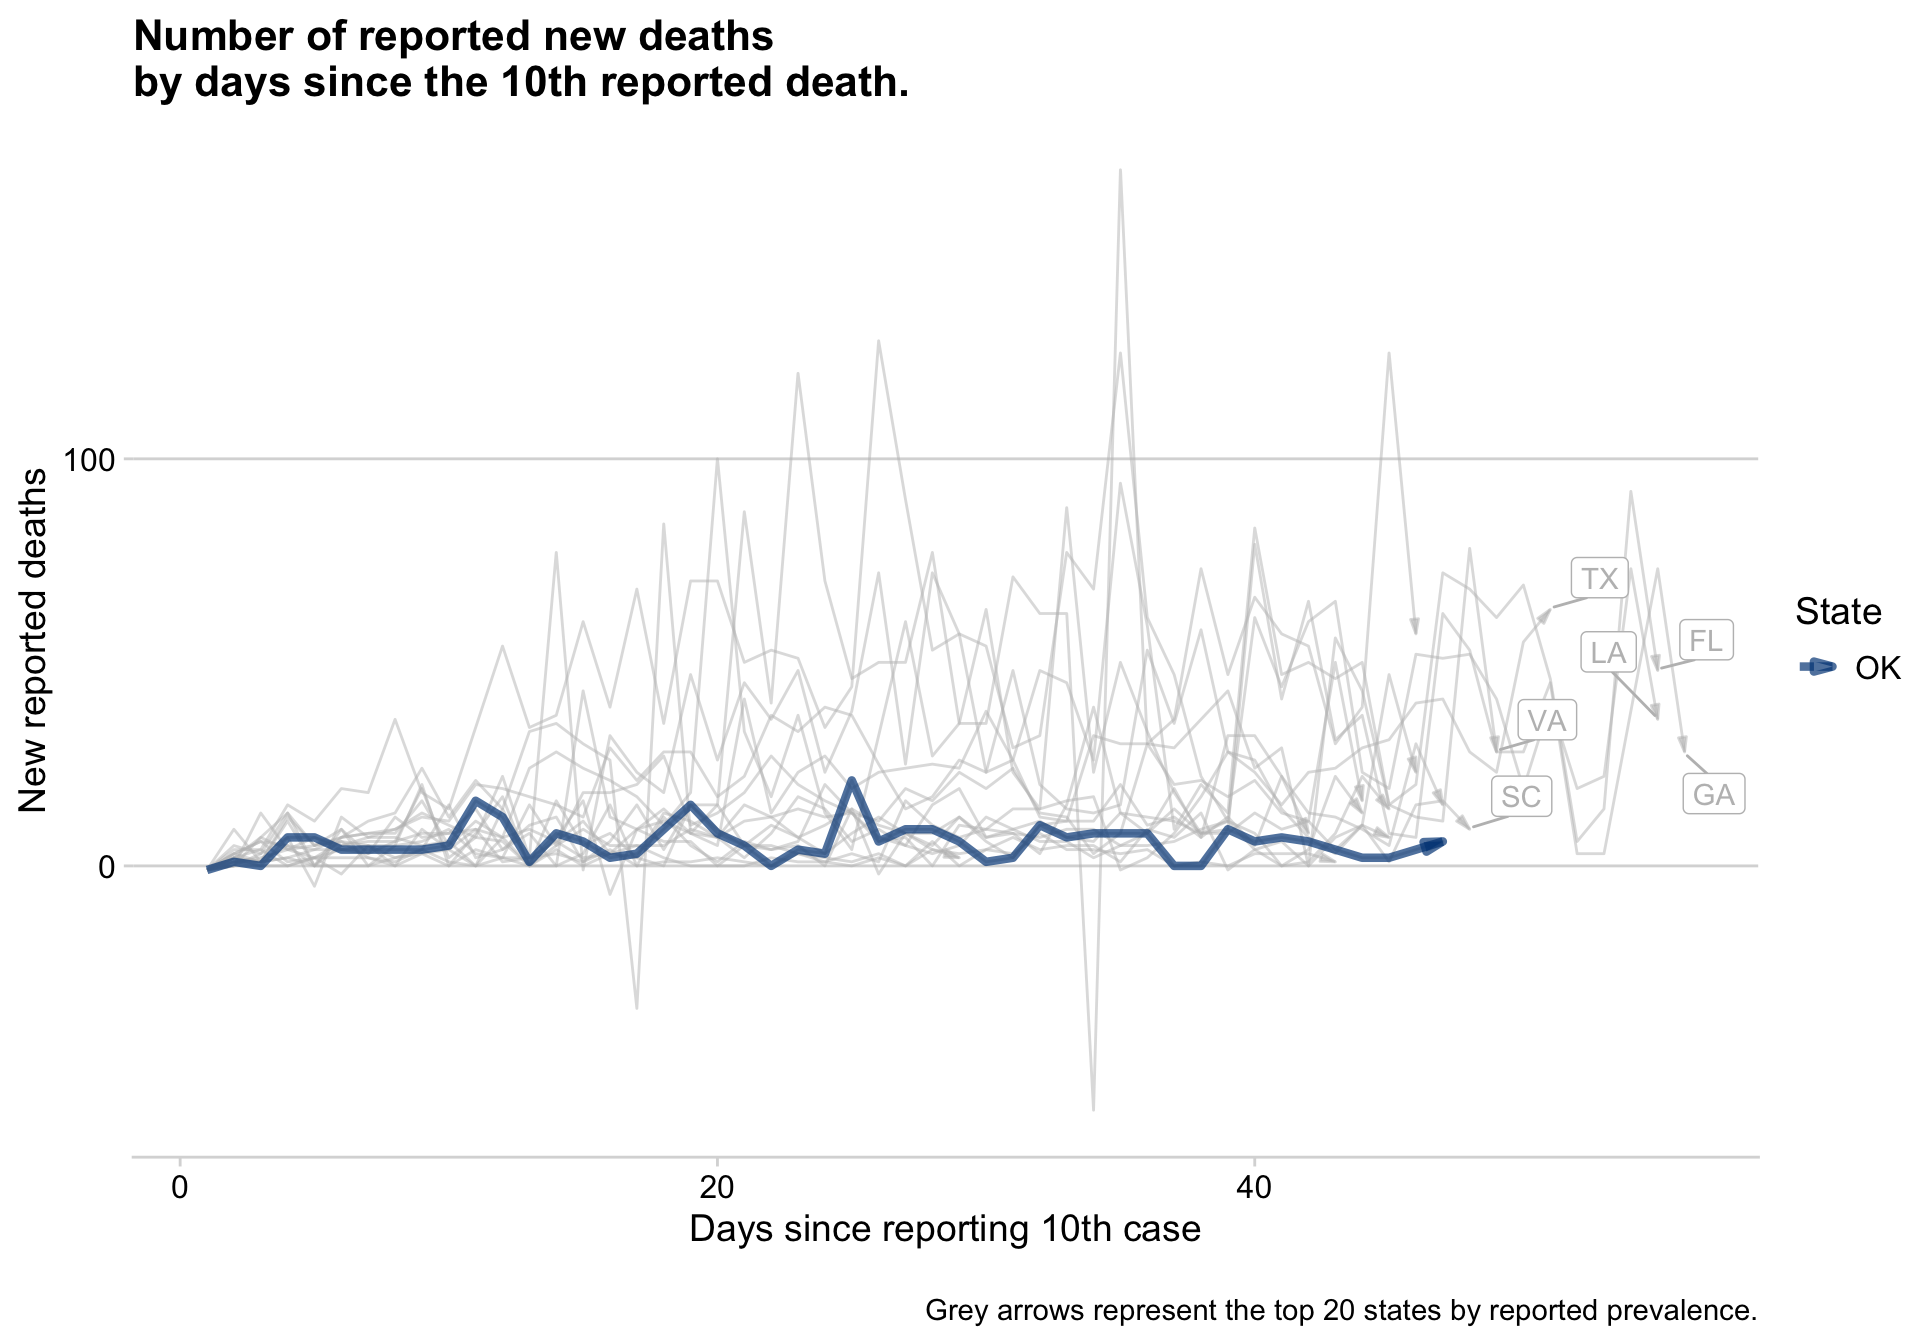 Number of reported new deaths
by days since the 10th reported death.
New reported deaths
100
0
TX
FL
LA
VA
SC
GA
State
OK
0
20
40
Days since reporting 10th case
Grey arrows represent the top 20 states by reported prevalence.